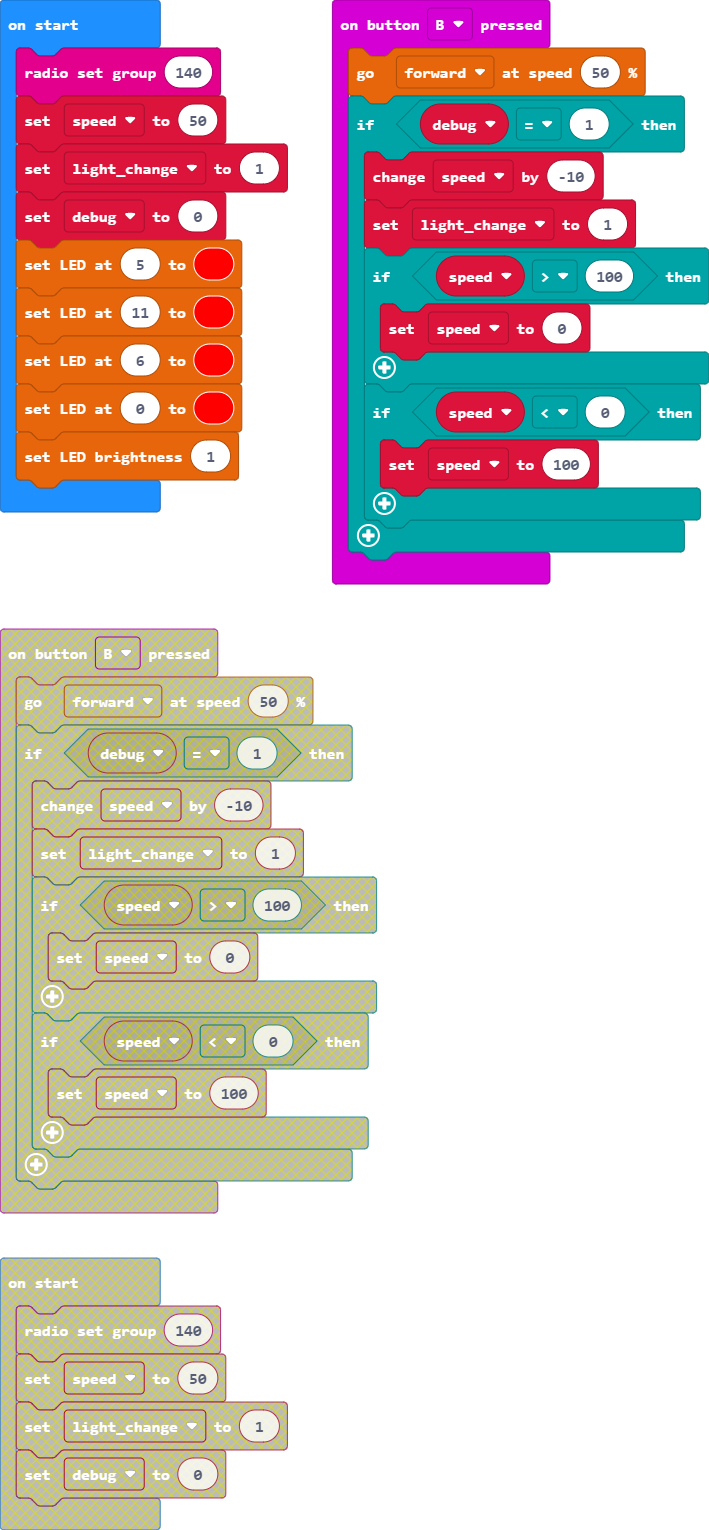 on start
radio set group 140
set speed to 50
set light_change to 1
set debug to 0
set LED at 5 to
set LED at 11 to
set LED at 6 to
set LED at 0 to
set LED brightness 1
on button B pressed
go forward at speed 50 %
if debug = 1 then
change speed by -10
set light_change to 1
if speed > 100 then
set speed to 0
if speed < 0 then
set speed to 100
on button B pressed
go forward at speed 50 %
if debug = 1 then
change speed by -10
set light_change to 1
if speed > 100 then
set speed to 0
if speed < 0 then
set speed to 100
on start
radio set group 140
set speed to 50
set light_change to 1
set debug to 0